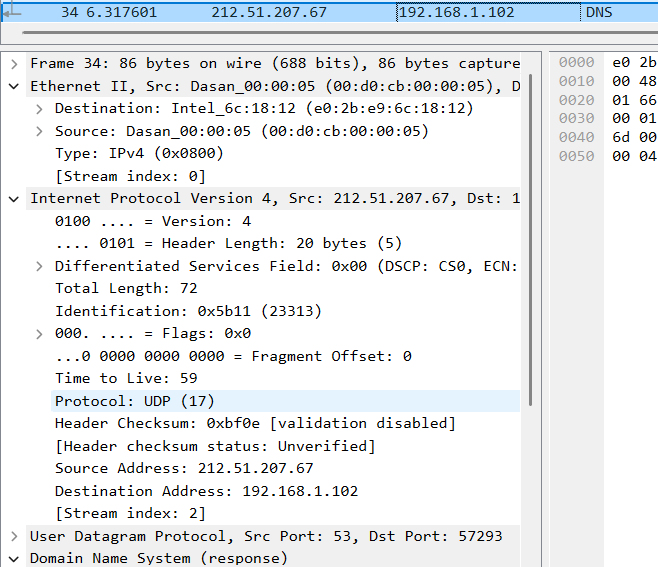 34 6.317601 212.51.207.67 192.168.1.102 DNS
Frame 34: 86 bytes on wire (688 bits), 86 bytes capture
Ethernet II, Src: Dasan_00:00:05 (00:d0:cb:00:00:05), D
Destination: Intel_6c:18:12 (e0:2b:e9:6c:18:12)
Source: Dasan_00:00:05 (00:d0:cb:00:00:05)
Type: IPv4 (0x0800)
[Stream index: 0]
Internet Protocol Version 4, Src: 212.51.207.67, Dst: 1
0100 .... = Version: 4
.... 0101 = Header Length: 20 bytes (5)
Differentiated Services Field: 0x00 (DSCP: CS0, ECN:
Total Length: 72
Identification: 0x5b11 (23313)
000. .... = Flags: 0x0
...0 0000 0000 0000 = Fragment Offset: 0
Time to Live: 59
Protocol: UDP (17)
Header Checksum: 0xbf0e [validation disabled]
[Header checksum status: Unverified]
Source Address: 212.51.207.67
Destination Address: 192.168.1.102
[Stream index: 2]
User Datagram Protocol, Src Port: 53, Dst Port: 57293
Domain Name System (response)
0000 e0 2b
0010 00 48
0020 01 66
0030 00 01
0040 6d 00
0050 00 04